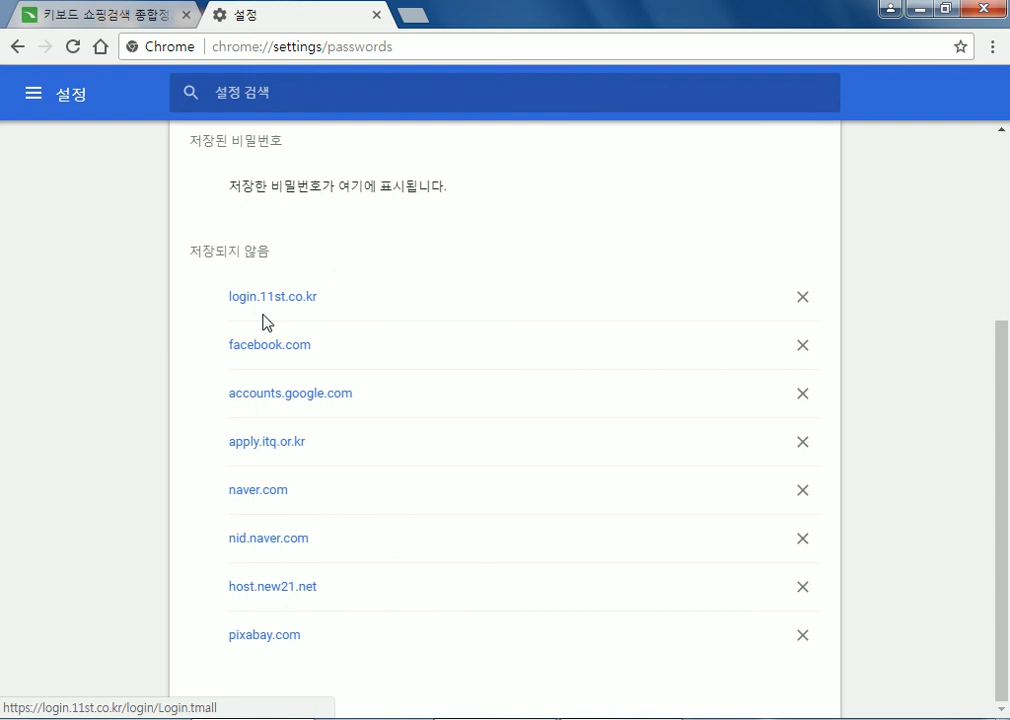 키보드 쇼핑검색 종합정
설정
Chrome
chrome://settings/passwords
설정
설정 검색
저장된 비밀번호
저장한 비밀번호가 여기에 표시됩니다.
저장되지 않음
login.11st.co.kr
facebook.com
accounts.google.com
apply.itq.or.kr
naver.com
nid.naver.com
host.new21.net
pixabay.com
https://login.11st.co.kr/login/Login.tmall